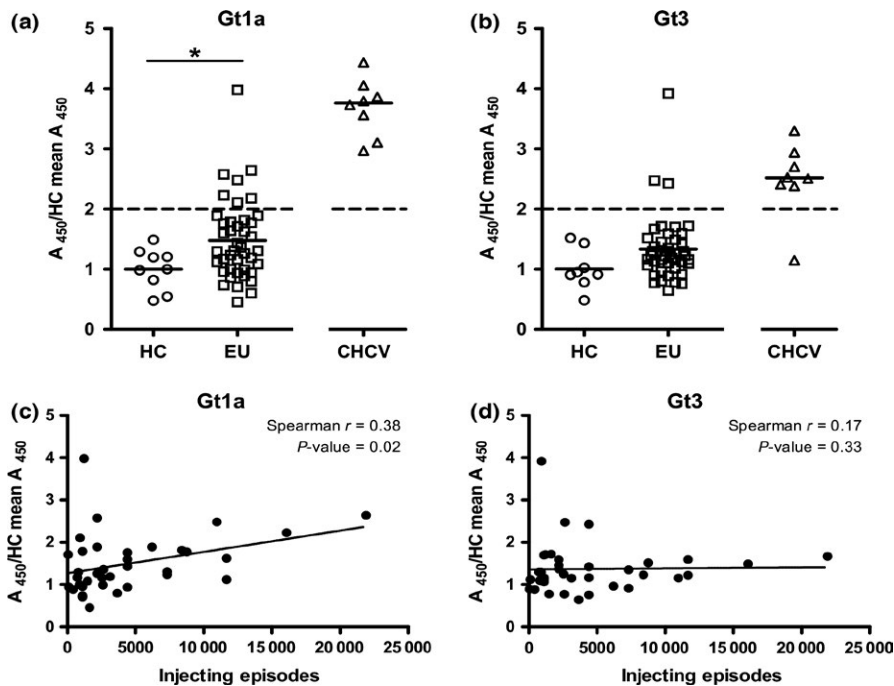 (a)
Gt1a
A 450/HC mean A 450
5
4
3
2
1
0
*
HC
EU
CHCV
(b)
Gt3
A 450/HC mean A 450
5
4
3
2
1
0
HC
EU
CHCV
(c)
Gt1a
Spearman r = 0.38
P-value = 0.02
A 450/HC mean A 450
5
4
3
2
1
0
0 5000 10 000 15 000 20 000 25 000
Injecting episodes
(d)
Gt3
Spearman r = 0.17
P-value = 0.33
A 450/HC mean A 450
5
4
3
2
1
0
0 5000 10 000 15 000 20 000 25 000
Injecting episodes